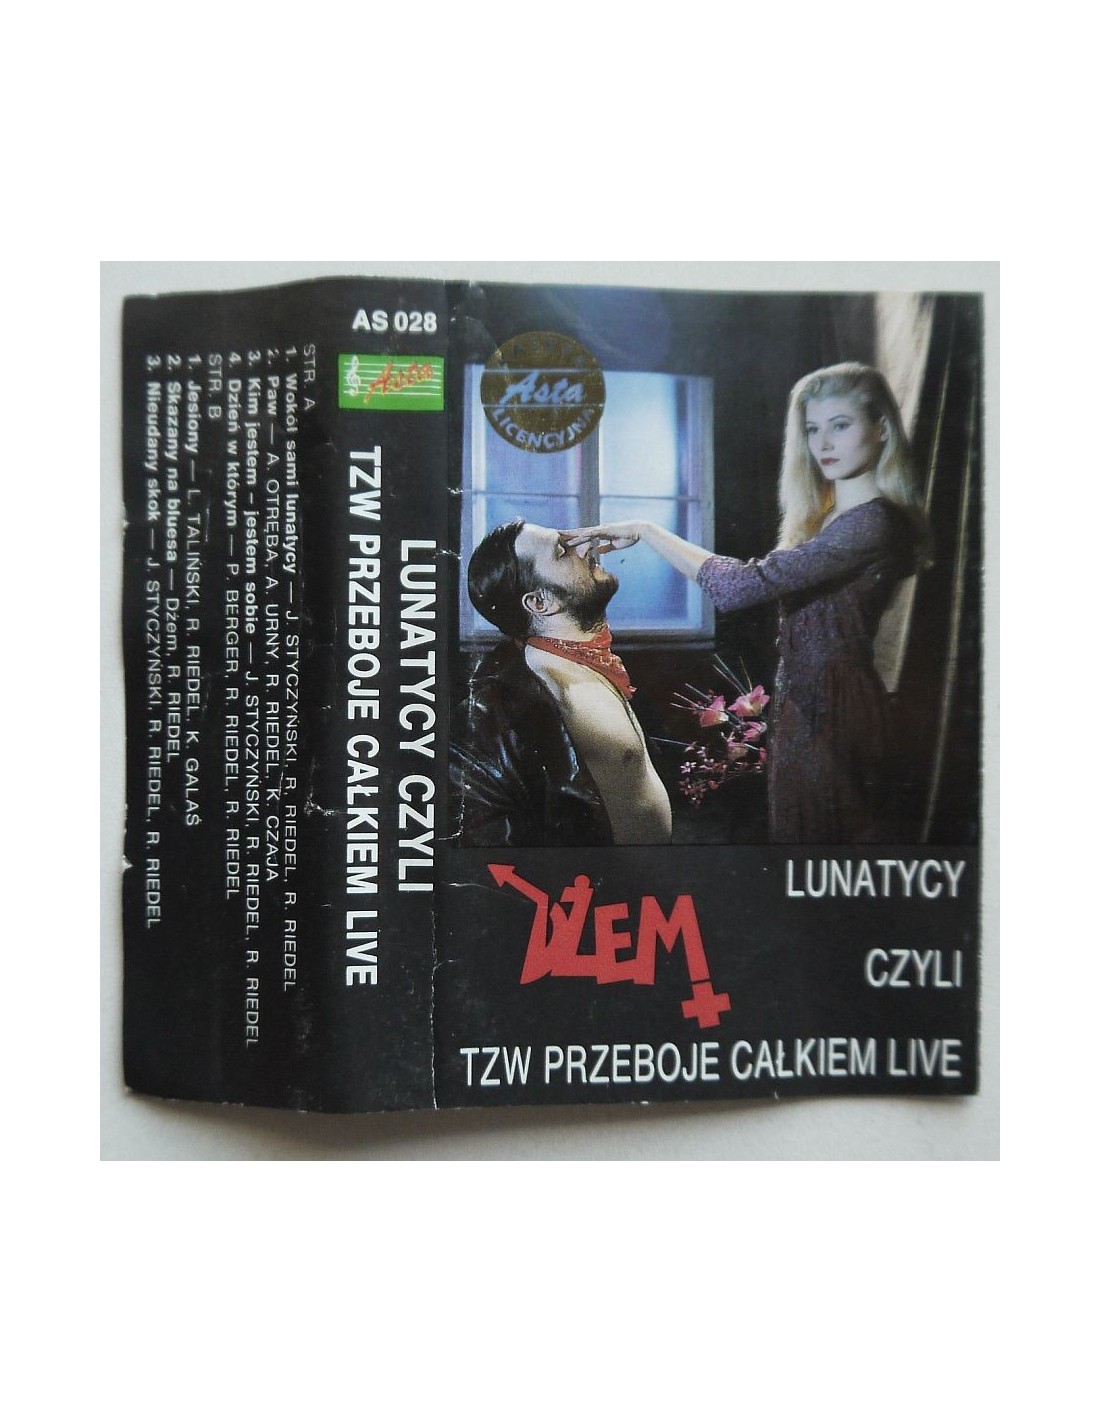 AS 028
Asta
LUNATYCY CZYLI
TZW PRZEBOJE CAŁKIEM LIVE
STR. A
1. Wokół sami lunatycy — J. STYCZYŃSKI, R. RIEDEL, R. RIEDEL
2. Paw — A. OTRĘBA, A. URNY, R. RIEDEL, K. CZAJA
3. Kim jestem – jestem sobie — J. STYCZYŃSKI, R. RIEDEL, R. RIEDEL
4. Dzień w którym — P. BERGER, R. RIEDEL, R. RIEDEL
STR. B
1. Jesiony — L. TALIŃSKI, R. RIEDEL, K. GALAŚ
2. Skazany na bluesa — Dżem, R. RIEDEL
3. Nieudany skok — J. STYCZYŃSKI, R. RIEDEL, R. RIEDEL
Asta
LICENCYJNA
DŻEM
LUNATYCY
CZYLI
TZW PRZEBOJE CAŁKIEM LIVE